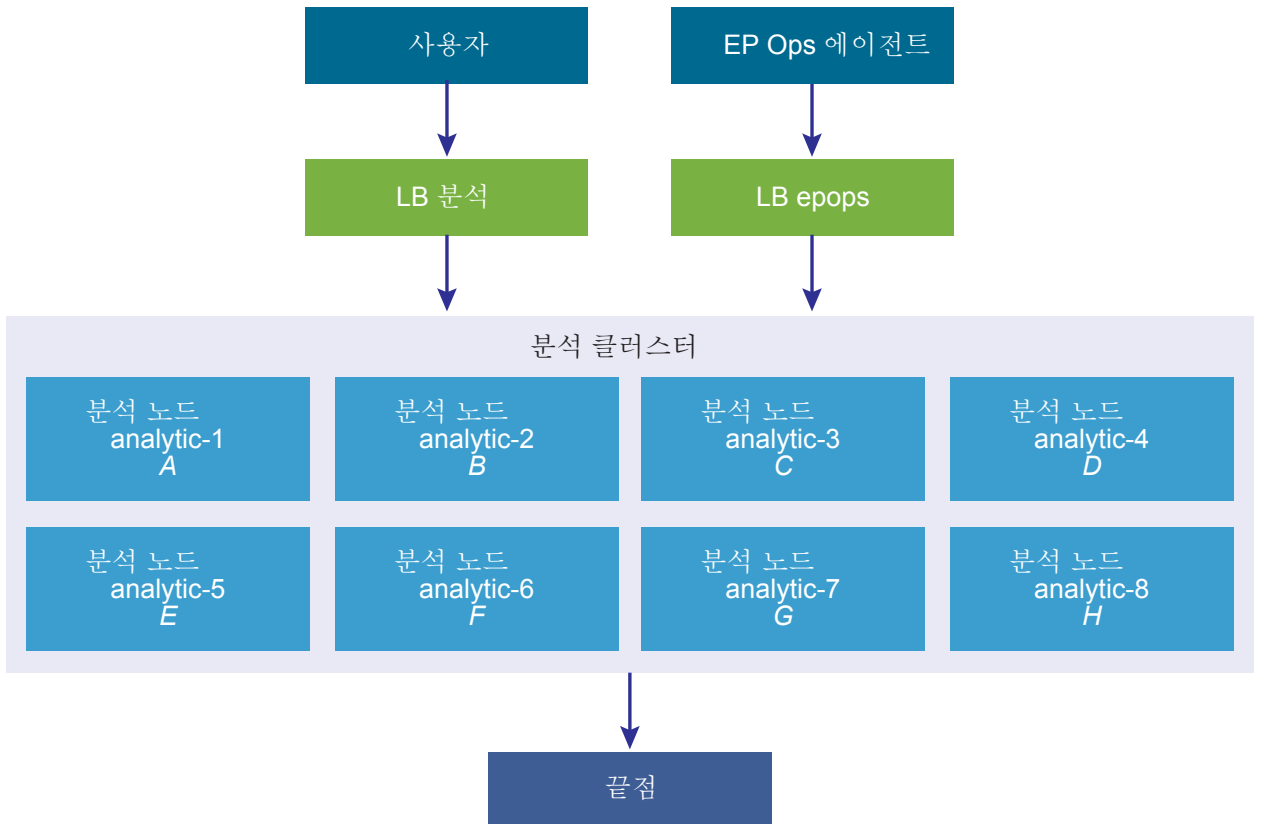 사용자
EP Ops 에이전트
LB 분석
LB epops
분석 클러스터
분석 노드
analytic-1
A
분석 노드
analytic-2
B
분석 노드
analytic-3
C
분석 노드
analytic-4
D
분석 노드
analytic-5
E
분석 노드
analytic-6
F
분석 노드
analytic-7
G
분석 노드
analytic-8
H
끝점